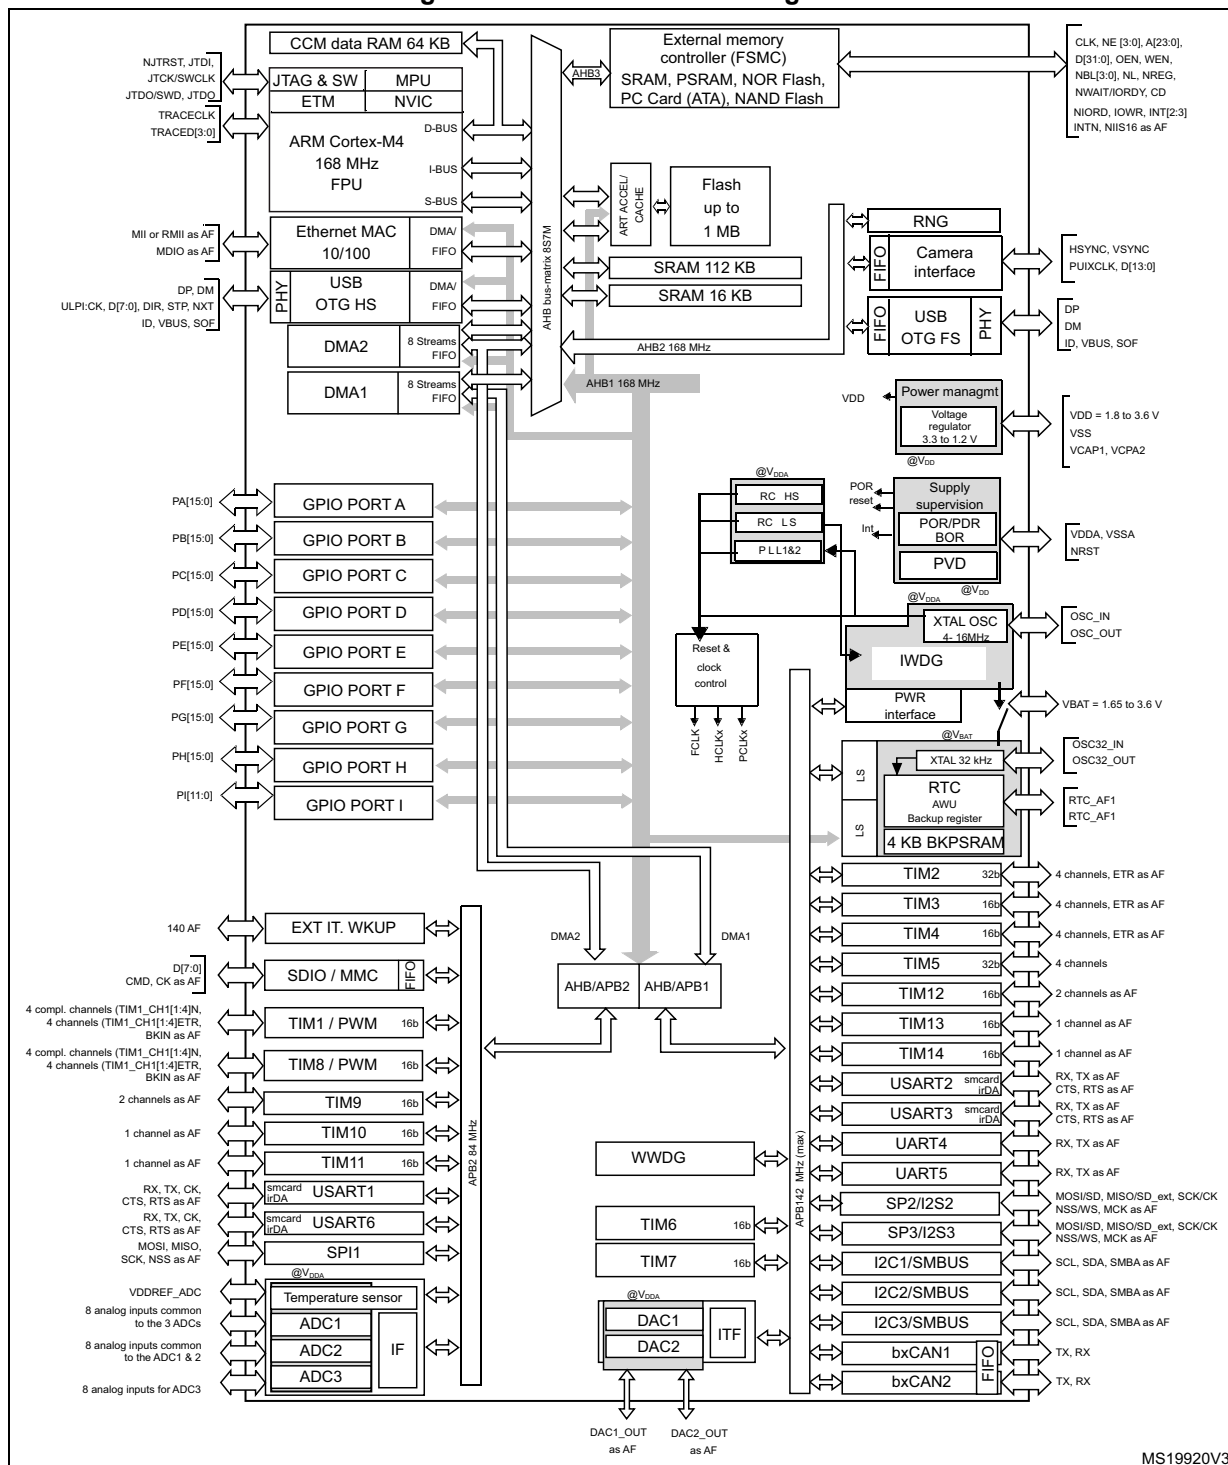 CCM data RAM 64 KB
NJTRST, JTDI,
JTCK/SWCLK
JTDO/SWD, JTDO
TRACECLK
TRACED[3:0]
JTAG & SW
MPU
ETM
NVIC
ARM Cortex-M4
168 MHz
FPU
D-BUS
I-BUS
S-BUS
AHB3
External memory
controller (FSMC)
SRAM, PSRAM, NOR Flash,
PC Card (ATA), NAND Flash
CLK, NE [3:0], A[23:0],
D[31:0], OEN, WEN,
NBL[3:0], NL, NREG,
NWAIT/IORDY, CD
NIORD, IOWR, INT[2:3]
INTN, NIIS16 as AF
AHB bus-matrix 8S7M
ART ACCEL/
CACHE
Flash
up to
1 MB
SRAM 112 KB
SRAM 16 KB
MII or RMII as AF
MDIO as AF
Ethernet MAC
10/100
DMA/
FIFO
DP, DM
ULPI:CK, D[7:0], DIR, STP, NXT
ID, VBUS, SOF
PHY
USB
OTG HS
DMA/
FIFO
DMA2
8 Streams
FIFO
DMA1
8 Streams
FIFO
AHB2 168 MHz
AHB1 168 MHz
RNG
FIFO
Camera
interface
HSYNC, VSYNC
PUIXCLK, D[13:0]
FIFO
USB
OTG FS
PHY
DP
DM
ID, VBUS, SOF
VDD
Power managmt
Voltage
regulator
3.3 to 1.2 V
@VDD
VDD = 1.8 to 3.6 V
VSS
VCAP1, VCPA2
POR
reset
Int
Supply
supervision
POR/PDR
BOR
PVD
@VDD
VDDA, VSSA
NRST
@VDDA
RC HS
RC LS
PLL1&2
@VDDA
XTAL OSC
4- 16MHz
IWDG
OSC_IN
OSC_OUT
PWR
interface
VBAT = 1.65 to 3.6 V
Reset &
clock
control
FCLK
HCLKx
PCLKx
@VBAT
LS
LS
XTAL 32 kHz
RTC
AWU
Backup register
4 KB BKPSRAM
OSC32_IN
OSC32_OUT
RTC_AF1
RTC_AF1
PA[15:0]
GPIO PORT A
PB[15:0]
GPIO PORT B
PC[15:0]
GPIO PORT C
PD[15:0]
GPIO PORT D
PE[15:0]
GPIO PORT E
PF[15:0]
GPIO PORT F
PG[15:0]
GPIO PORT G
PH[15:0]
GPIO PORT H
PI[11:0]
GPIO PORT I
DMA2
DMA1
AHB/APB2
AHB/APB1
140 AF
EXT IT. WKUP
D[7:0]
CMD, CK as AF
SDIO / MMC
FIFO
4 compl. channels (TIM1_CH1[1:4]N,
4 channels (TIM1_CH1[1:4]ETR,
BKIN as AF
TIM1 / PWM 16b
4 compl. channels (TIM1_CH1[1:4]N,
4 channels (TIM1_CH1[1:4]ETR,
BKIN as AF
TIM8 / PWM 16b
2 channels as AF
TIM9 16b
1 channel as AF
TIM10 16b
1 channel as AF
TIM11 16b
RX, TX, CK,
CTS, RTS as AF
smcard
irDA
USART1
RX, TX, CK,
CTS, RTS as AF
smcard
irDA
USART6
MOSI, MISO,
SCK, NSS as AF
SPI1
APB2 84 MHz
@VDDA
VDDREF_ADC
Temperature sensor
8 analog inputs common
to the 3 ADCs
ADC1
8 analog inputs common
to the ADC1 & 2
ADC2
8 analog inputs for ADC3
ADC3
IF
WWDG
TIM6 16b
TIM7 16b
@VDDA
DAC1
DAC2
ITF
DAC1_OUT
as AF
DAC2_OUT
as AF
APB142 MHz (max)
TIM2 32b
4 channels, ETR as AF
TIM3 16b
4 channels, ETR as AF
TIM4 16b
4 channels, ETR as AF
TIM5 32b
4 channels
TIM12 16b
2 channels as AF
TIM13 16b
1 channel as AF
TIM14 16b
1 channel as AF
USART2
smcard
irDA
RX, TX as AF
CTS, RTS as AF
USART3
smcard
irDA
RX, TX as AF
CTS, RTS as AF
UART4
RX, TX as AF
UART5
RX, TX as AF
SP2/I2S2
MOSI/SD, MISO/SD_ext, SCK/CK
NSS/WS, MCK as AF
SP3/I2S3
MOSI/SD, MISO/SD_ext, SCK/CK
NSS/WS, MCK as AF
I2C1/SMBUS
SCL, SDA, SMBA as AF
I2C2/SMBUS
SCL, SDA, SMBA as AF
I2C3/SMBUS
SCL, SDA, SMBA as AF
bxCAN1
TX, RX
bxCAN2
FIFO
TX, RX
MS19920V3